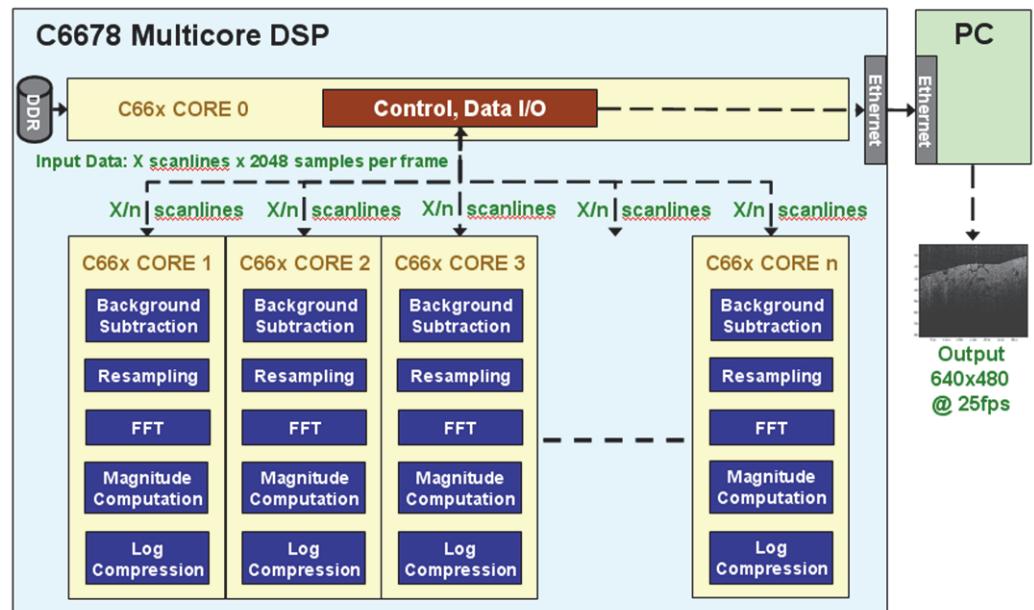 C6678 Multicore DSP
PC
DDR
C66x CORE 0
Control, Data I/O
Ethernet
Ethernet
Input Data: X scanlines x 2048 samples per frame
X/n scanlines
X/n scanlines
X/n scanlines
X/n scanlines
X/n scanlines
C66x CORE 1
Background
Subtraction
Resampling
FFT
Magnitude
Computation
Log
Compression
C66x CORE 2
Background
Subtraction
Resampling
FFT
Magnitude
Computation
Log
Compression
C66x CORE 3
Background
Subtraction
Resampling
FFT
Magnitude
Computation
Log
Compression
C66x CORE n
Background
Subtraction
Resampling
FFT
Magnitude
Computation
Log
Compression
Output
640x480
@ 25fps